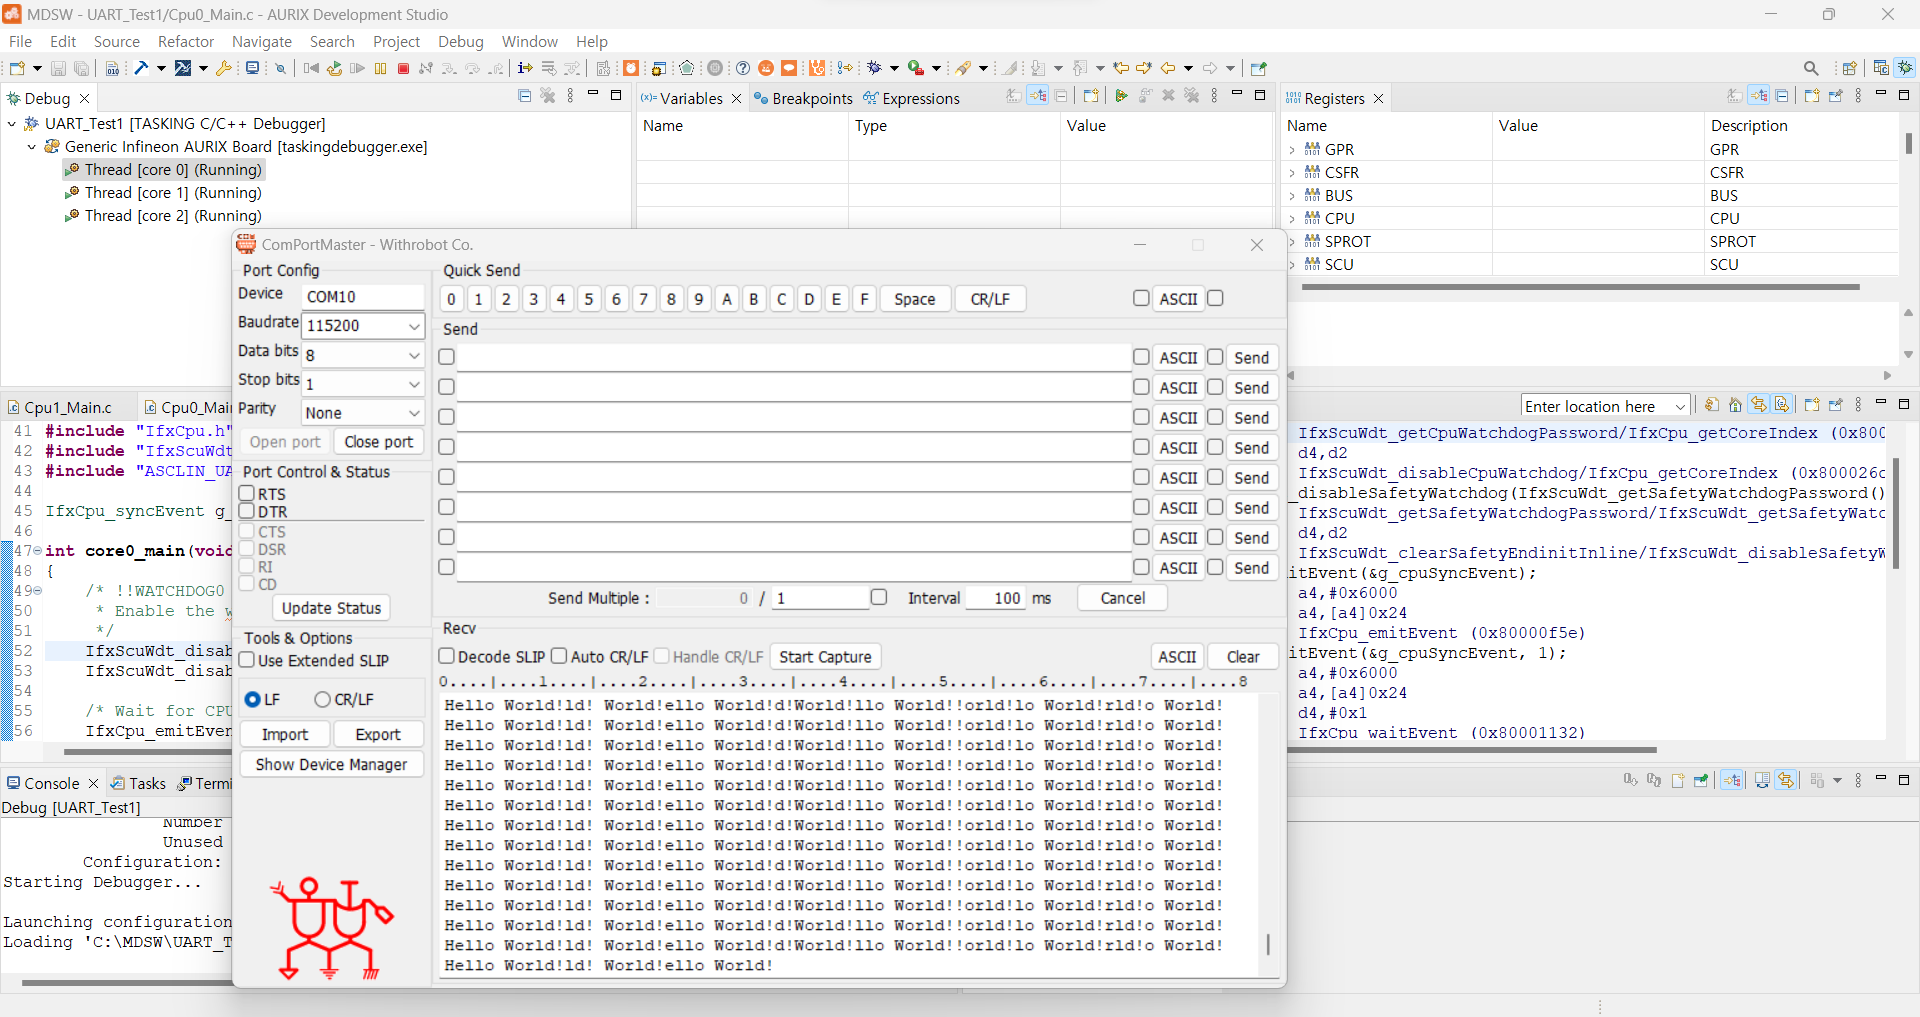 MDSW - UART_Test1/Cpu0_Main.c - AURIX Development Studio
File Edit Source Refactor Navigate Search Project Debug Window Help
Debug
UART_Test1 [TASKING C/C++ Debugger]
Generic Infineon AURIX Board [taskingdebugger.exe]
Thread [core 0] (Running)
Thread [core 1] (Running)
Thread [core 2] (Running)
(x)= Variables Breakpoints Expressions
Name Type Value
Registers
Name Value Description
GPR GPR
CSFR CSFR
BUS BUS
CPU CPU
SPROT SPROT
SCU SCU
ComPortMaster - Withrobot Co.
Port Config
Device COM10
Baudrate 115200
Data bits 8
Stop bits 1
Parity None
Open port Close port
Port Control & Status
RTS
DTR
CTS
DSR
RI
CD
Update Status
Tools & Options
Use Extended SLIP
LF CR/LF
Import Export
Show Device Manager
Quick Send
0 1 2 3 4 5 6 7 8 9 A B C D E F Space CR/LF ASCII
Send
ASCII Send
ASCII Send
ASCII Send
ASCII Send
ASCII Send
ASCII Send
ASCII Send
ASCII Send
Send Multiple : 0 / 1 Interval 100 ms Cancel
Recv
Decode SLIP Auto CR/LF Handle CR/LF Start Capture ASCII Clear
0....|....1....|....2....|....3....|....4....|....5....|....6....|....7....|....8
Hello World!ld! World!ello World!d!World!llo World!!orld!lo World!rld!o World!
Hello World!ld! World!ello World!d!World!llo World!!orld!lo World!rld!o World!
Hello World!ld! World!ello World!d!World!llo World!!orld!lo World!rld!o World!
Hello World!ld! World!ello World!d!World!llo World!!orld!lo World!rld!o World!
Hello World!ld! World!ello World!d!World!llo World!!orld!lo World!rld!o World!
Hello World!ld! World!ello World!d!World!llo World!!orld!lo World!rld!o World!
Hello World!ld! World!ello World!d!World!llo World!!orld!lo World!rld!o World!
Hello World!ld! World!ello World!d!World!llo World!!orld!lo World!rld!o World!
Hello World!ld! World!ello World!d!World!llo World!!orld!lo World!rld!o World!
Hello World!ld! World!ello World!d!World!llo World!!orld!lo World!rld!o World!
Hello World!ld! World!ello World!d!World!llo World!!orld!lo World!rld!o World!
Hello World!ld! World!ello World!d!World!llo World!!orld!lo World!rld!o World!
Hello World!ld! World!ello World!d!World!llo World!!orld!lo World!rld!o World!
Hello World!ld! World!ello World!
Cpu1_Main.c Cpu0_Mai
41 #include "IfxCpu.h"
42 #include "IfxScuWdt
43 #include "ASCLIN_UA
44
45 IfxCpu_syncEvent g_
46
47 int core0_main(void
48 {
49 /* !!WATCHDOG0
50 * Enable the w
51 */
52 IfxScuWdt_disab
53 IfxScuWdt_disab
54
55 /* Wait for CPU
56 IfxCpu_emitEven
Enter location here
IfxScuWdt_getCpuWatchdogPassword/IfxCpu_getCoreIndex (0x800
d4,d2
IfxScuWdt_disableCpuWatchdog/IfxCpu_getCoreIndex (0x800026c
_disableSafetyWatchdog(IfxScuWdt_getSafetyWatchdogPassword()
IfxScuWdt_getSafetyWatchdogPassword/IfxScuWdt_getSafetyWatc
d4,d2
IfxScuWdt_clearSafetyEndinitInline/IfxScuWdt_disableSafetyW
itEvent(&g_cpuSyncEvent);
a4,#0x6000
a4,[a4]0x24
IfxCpu_emitEvent (0x80000f5e)
itEvent(&g_cpuSyncEvent, 1);
a4,#0x6000
a4,[a4]0x24
d4,#0x1
IfxCpu waitEvent (0x80001132)
Console Tasks Termi
Debug [UART_Test1]
Number
Unused
Configuration:
Starting Debugger...
Launching configuration
Loading 'C:\MDSW\UART_T